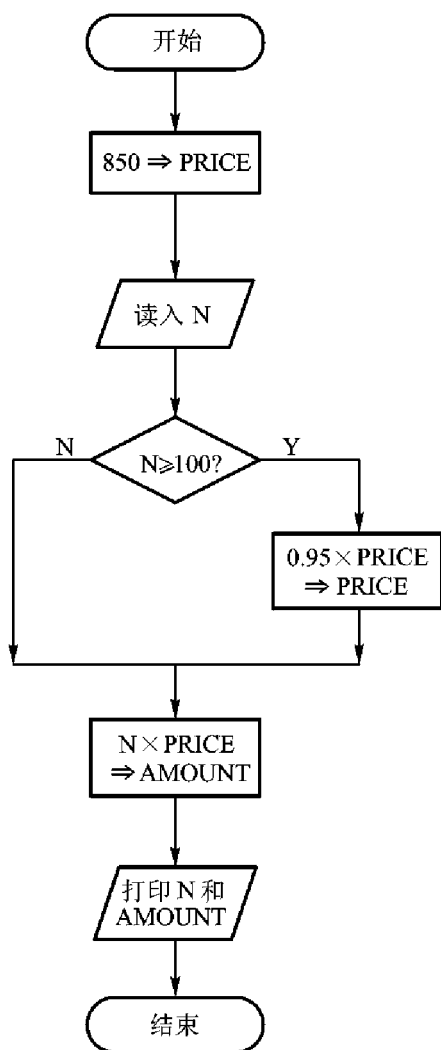 开始
850 ⇒ PRICE
读入 N
N≥100?
N
Y
0.95×PRICE
⇒ PRICE
N×PRICE
⇒AMOUNT
打印 N 和
AMOUNT
结束